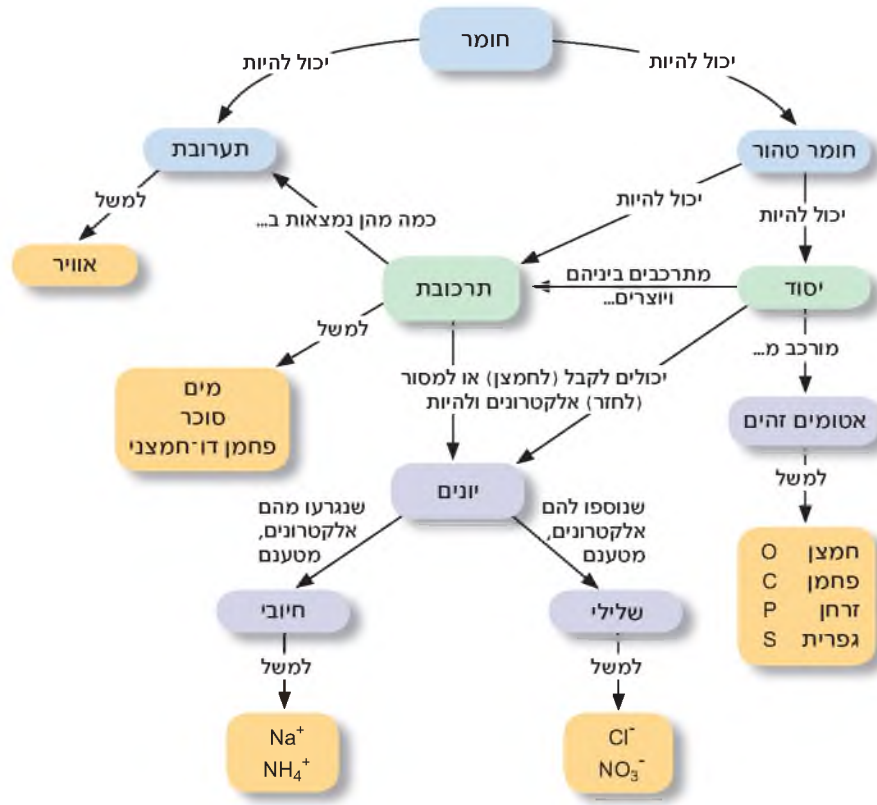 חומר
יכול להיות
יכול להיות
תערובת
חומר טהור
למשל
כמה מהן נמצאות ב...
יכול להיות
יכול להיות
אוויר
תרכובת
מתרכבים ביניהם
ויוצרים...
יסוד
למשל
מורכב מ...
מים
סוכר
פחמן דו־חמצני
יכולים לקבל (לחמצן) או למסור
(לחזר) אלקטרונים ולהיות
אטומים זהים
יונים
למשל
שנגרעו מהם
אלקטרונים,
מטענם
שנוספו להם
אלקטרונים,
מטענם
חמצן O
פחמן C
זרחן P
גפרית S
חיובי
שלילי
למשל
למשל
Na⁺
NH₄⁺
Cl⁻
NO₃⁻